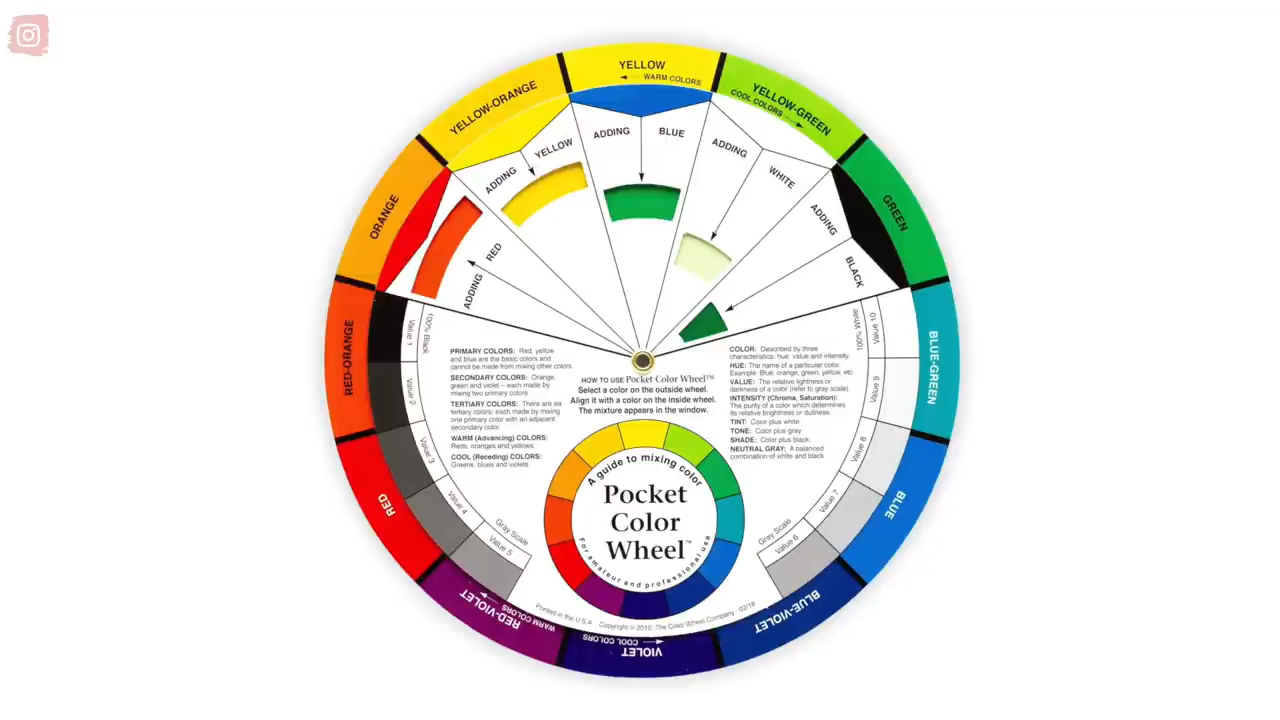 YELLOW
WARM COLORS
YELLOW-GREEN
COOL COLORS
GREEN
BLUE-GREEN
BLUE
BLUE-VIOLET
VIOLET
COOL COLORS
RED-VIOLET
WARM COLORS
RED
RED-ORANGE
ORANGE
YELLOW-ORANGE
ADDING RED
ADDING YELLOW
ADDING BLUE
ADDING WHITE
ADDING BLACK
100% Black
Value 1
Value 2
Value 3
Value 4
Value 5
Gray Scale
100% White
Value 10
Value 9
Value 8
Value 7
Value 6
Gray Scale
PRIMARY COLORS: Red, yellow
and blue are the basic colors and
cannot be made from mixing other colors
SECONDARY COLORS: Orange,
green and violet – each made by
mixing two primary colors
TERTIARY COLORS: There are six
tertiary colors; each made by mixing
one primary color with an adjacent
secondary color.
WARM (Advancing) COLORS:
Reds, oranges and yellows.
COOL (Receding) COLORS:
Greens, blues and violets.
HOW TO USE Pocket Color Wheel™
Select a color on the outside wheel.
Align it with a color on the inside wheel.
The mixture appears in the window.
COLOR: Described by three
characteristics: hue value and intensity.
HUE: The name of a particular color.
Example: Blue, orange, green, yellow, etc.
VALUE: The relative lightness or
darkness of a color (refer to gray scale).
INTENSITY (Chroma, Saturation):
The purity of a color which determines
its relative brightness or dullness.
TINT: Color plus white.
TONE: Color plus gray
SHADE: Color plus black.
NEUTRAL GRAY: A balanced
combination of white and black
A guide to mixing color
Pocket
Color
Wheel™
For amateur and professional use
Printed in the U.S.A. Copyright © 2010 The Color Wheel Company 02/18